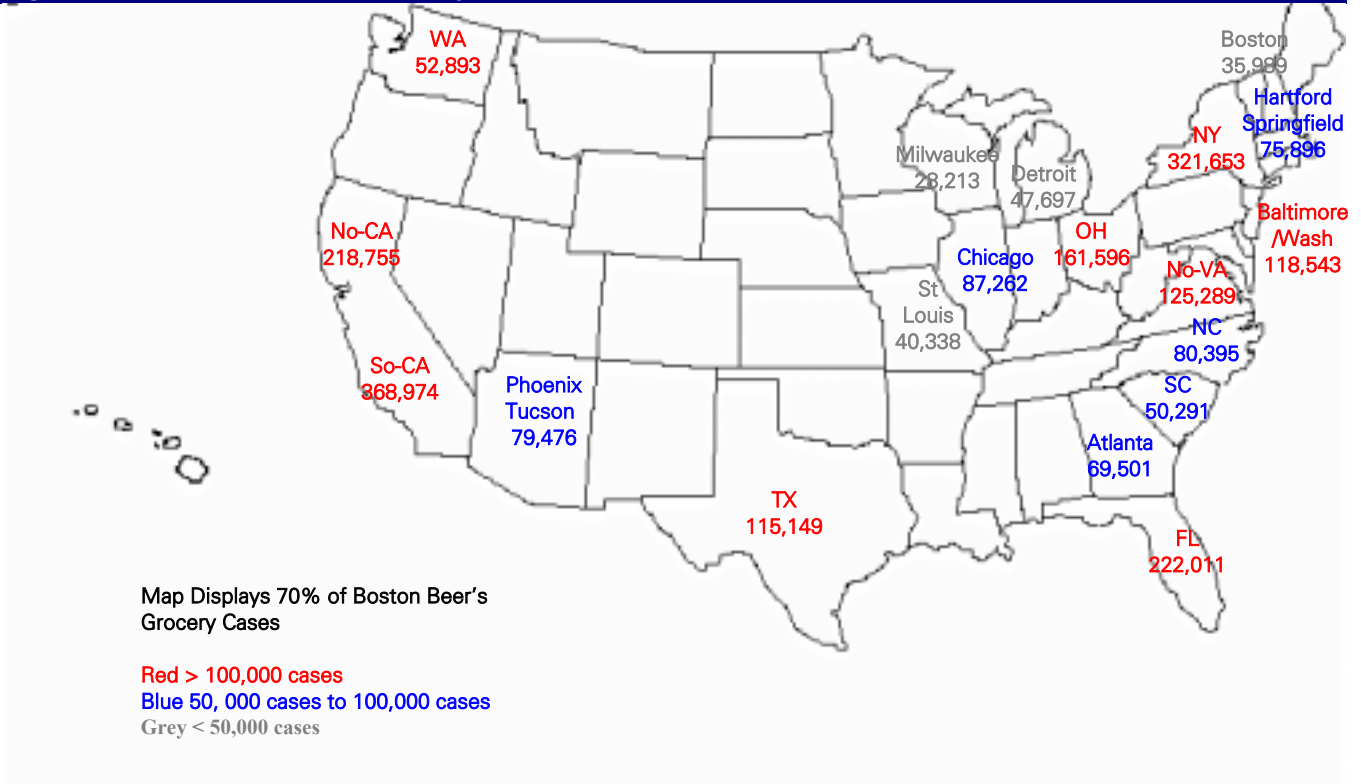 WA
52,893
Boston
35,989
Hartford
Springfield
75,896
NY
321,653
Milwaukee
28,213
Detroit
47,697
Baltimore
/Wash
118,543
No-CA
218,755
OH
161,596
Chicago
87,262
No-VA
125,289
St
Louis
40,338
NC
80,395
So-CA
368,974
Phoenix
Tucson
79,476
SC
50,291
Atlanta
69,501
TX
115,149
FL
222,011
Map Displays 70% of Boston Beer’s
Grocery Cases
Red > 100,000 cases
Blue 50, 000 cases to 100,000 cases
Grey < 50,000 cases